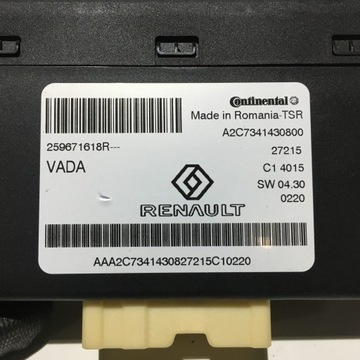 Continental
Made in Romania-TSR
A2C7341430800
259671618R---
27215
VADA
C1 4015
SW 04.30
0220
RENAULT
AAA2C7341430827215C10220